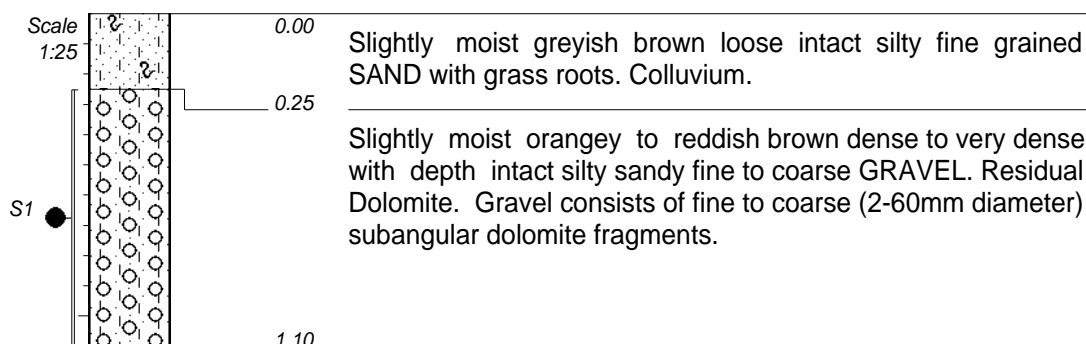 Scale
1:25
0.00
Slightly moist greyish brown loose intact silty fine grained
SAND with grass roots. Colluvium.
0.25
Slightly moist orangey to reddish brown dense to very dense
with depth intact silty sandy fine to coarse GRAVEL. Residual
Dolomite. Gravel consists of fine to coarse (2-60mm diameter)
subangular dolomite fragments.
S1
1.10